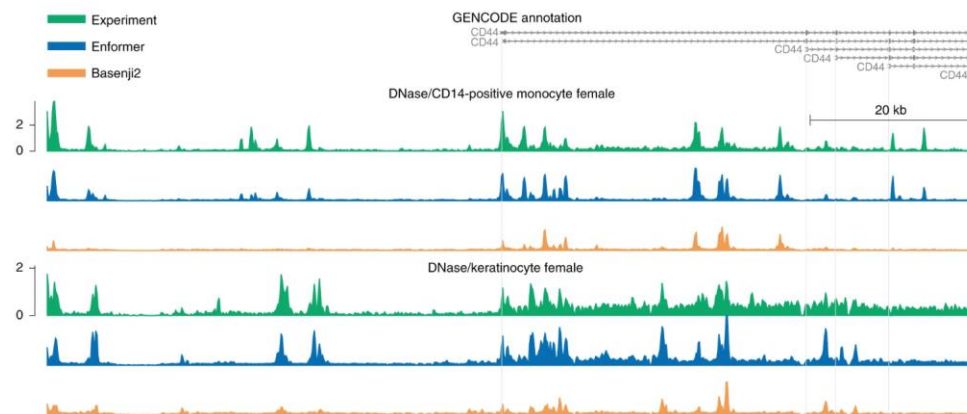 Experiment
Enformer
Basenji2
GENCODE annotation
CD44
CD44
CD44
CD44
CD44
CD44
DNase/CD14-positive monocyte female
20 kb
2
0
DNase/keratinocyte female
2
0